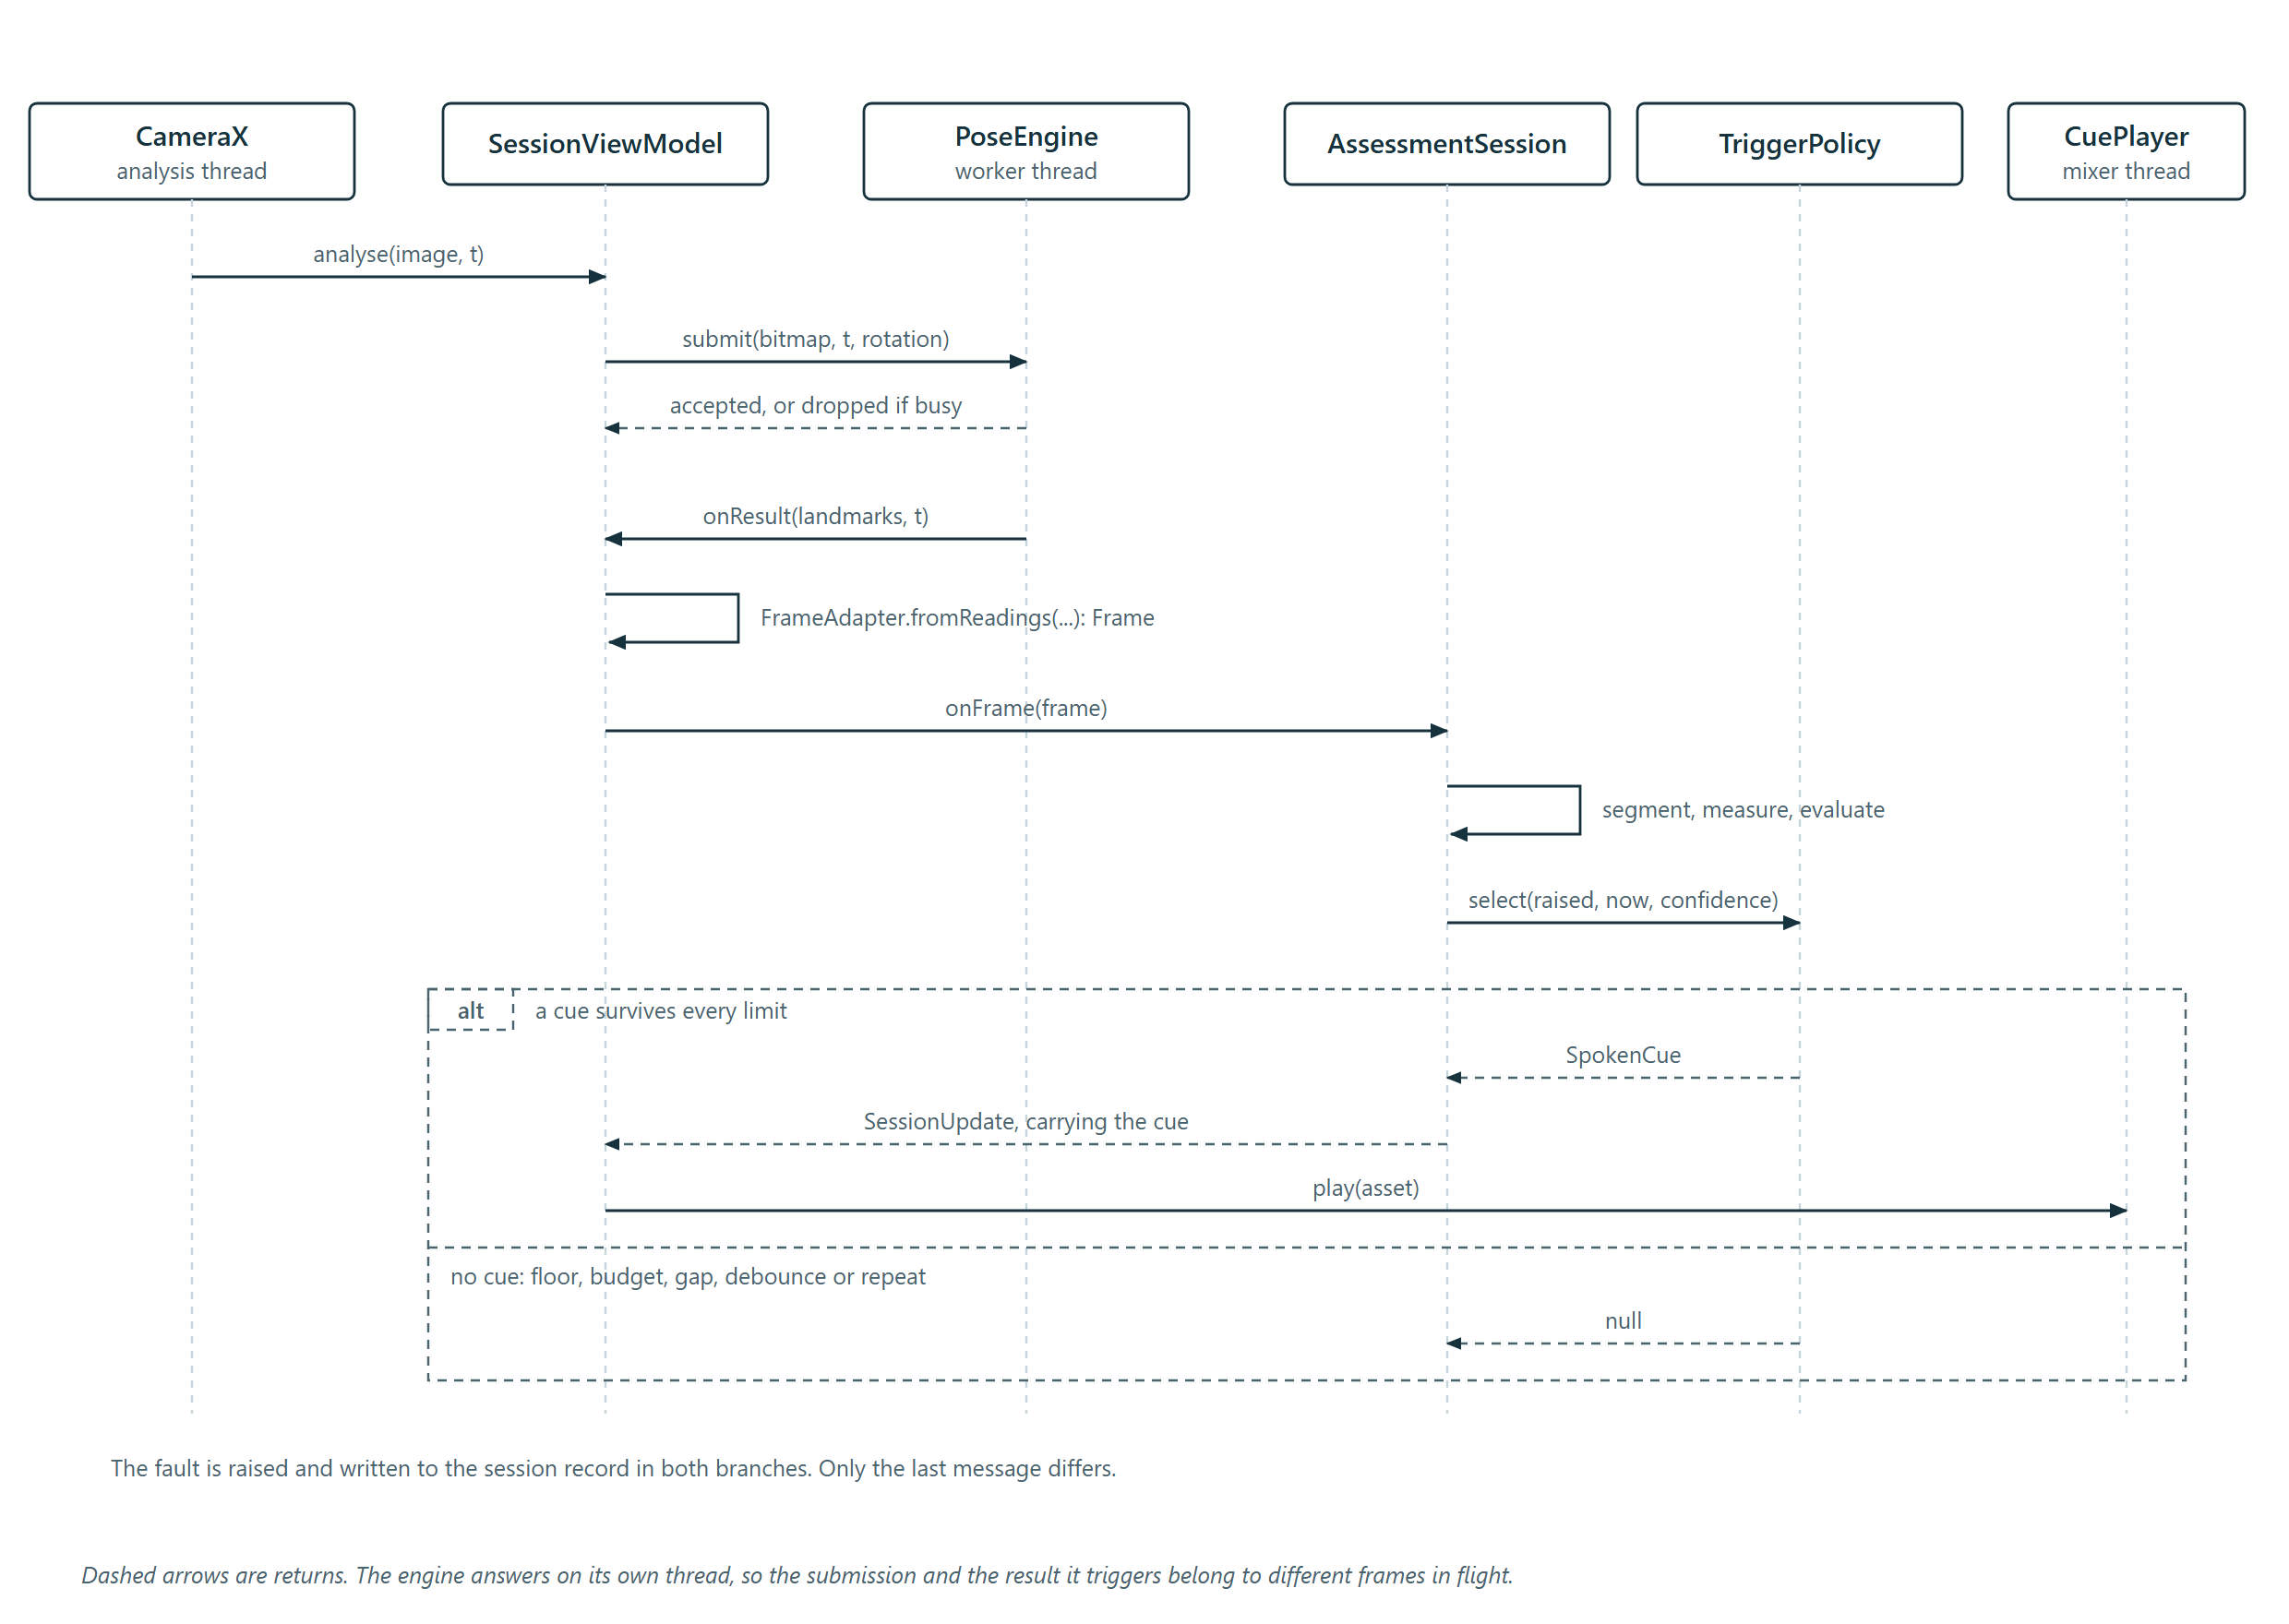 CameraX
analysis thread
SessionViewModel
PoseEngine
worker thread
AssessmentSession
TriggerPolicy
CuePlayer
mixer thread
analyse(image, t)
submit(bitmap, t, rotation)
accepted, or dropped if busy
onResult(landmarks, t)
FrameAdapter.fromReadings(...): Frame
onFrame(frame)
segment, measure, evaluate
select(raised, now, confidence)
alt
a cue survives every limit
SpokenCue
SessionUpdate, carrying the cue
play(asset)
no cue: floor, budget, gap, debounce or repeat
null
The fault is raised and written to the session record in both branches. Only the last message differs.
Dashed arrows are returns. The engine answers on its own thread, so the submission and the result it triggers belong to different frames in flight.